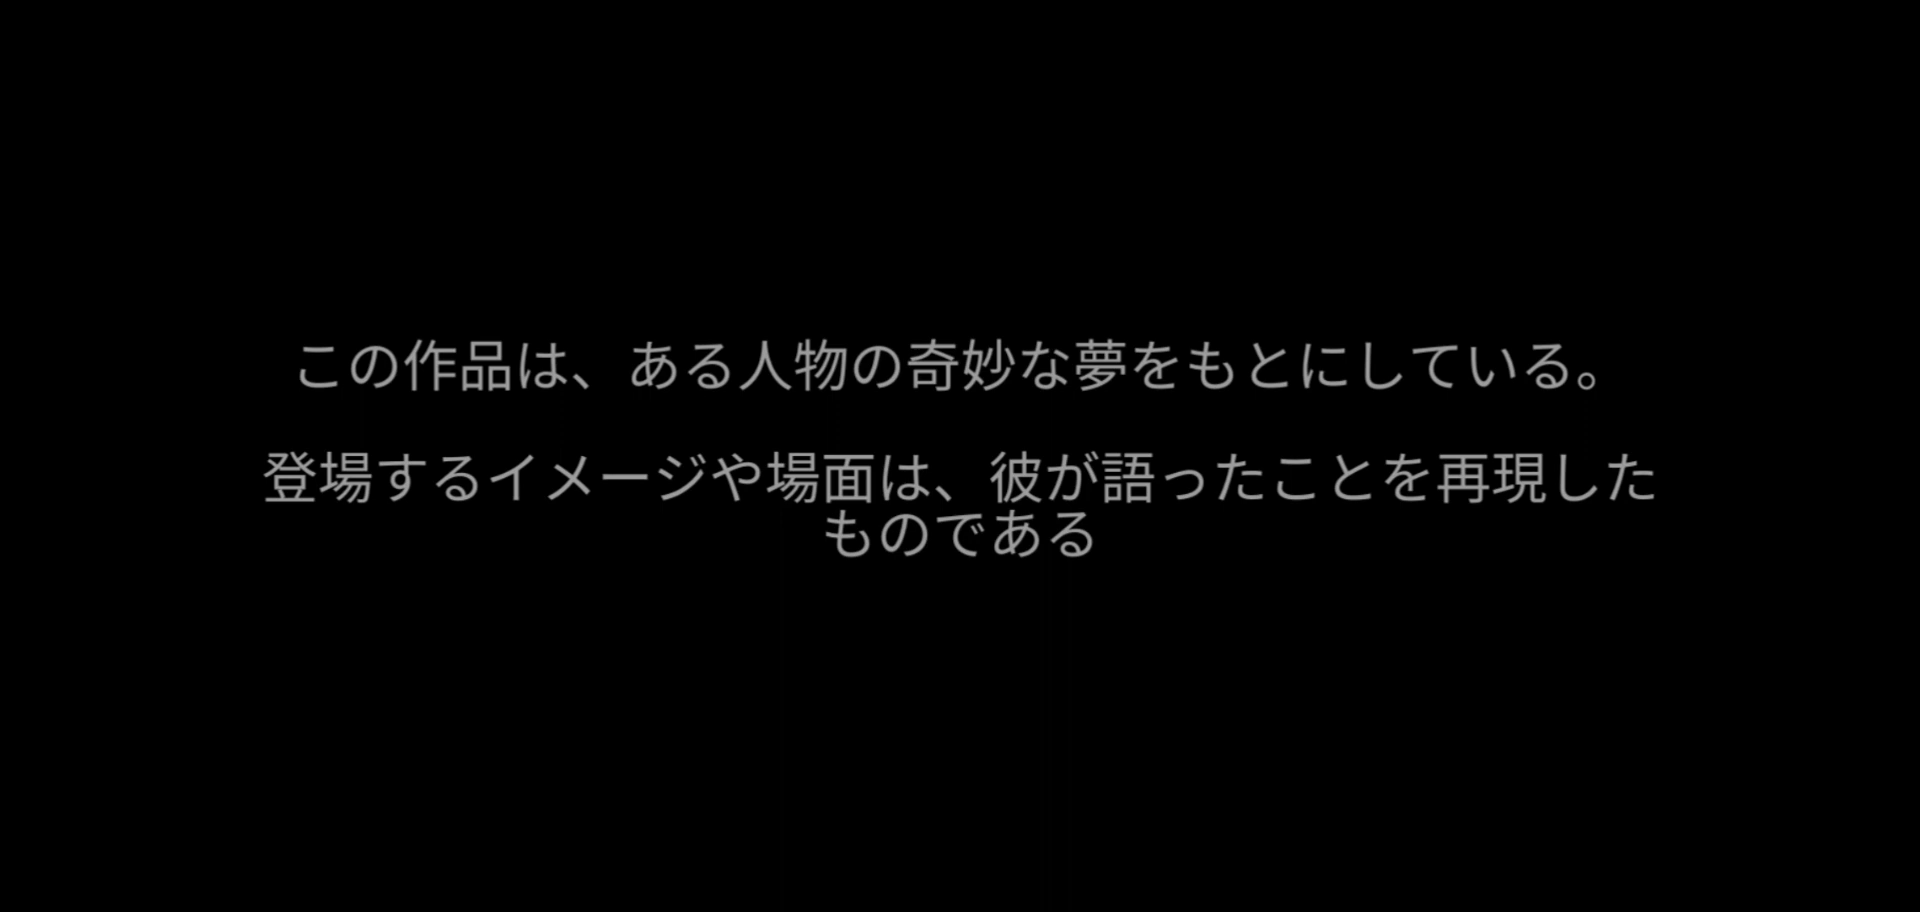 この作品は、ある人物の奇妙な夢をもとにしている。
登場するイメージや場面は、彼が語ったことを再現した
ものである